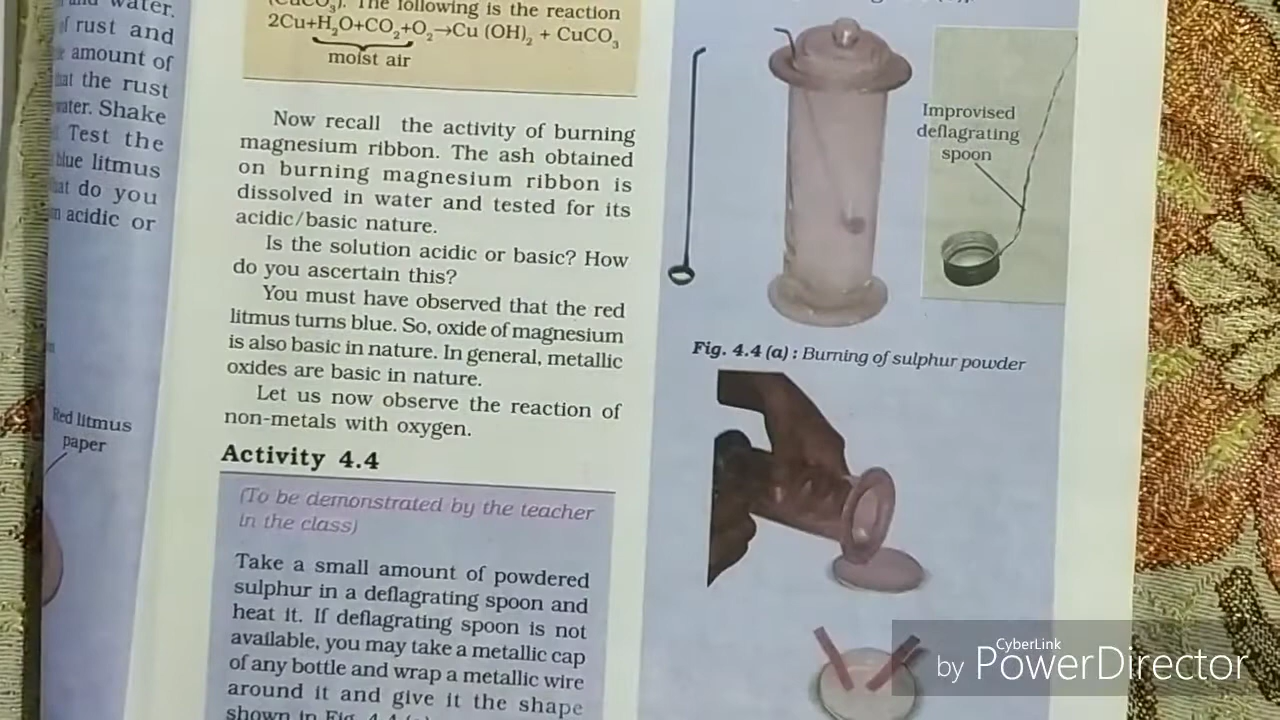 water.
rust and
amount of
that the rust
water. Shake
Test the
blue litmus
do you
acidic or
Red litmus
paper
The following is the reaction
2Cu+H₂O+CO₂+O₂→Cu (OH)₂ + CuCO₃
moist air
Now recall the activity of burning
magnesium ribbon. The ash obtained
on burning magnesium ribbon is
dissolved in water and tested for its
acidic/basic nature.
Is the solution acidic or basic? How
do you ascertain this?
You must have observed that the red
litmus turns blue. So, oxide of magnesium
is also basic in nature. In general, metallic
oxides are basic in nature.
Let us now observe the reaction of
non-metals with oxygen.
Activity 4.4
(To be demonstrated by the teacher
in the class)
Take a small amount of powdered
sulphur in a deflagrating spoon and
heat it. If deflagrating spoon is not
available, you may take a metallic cap
of any bottle and wrap a metallic wire
around it and give it the shape
shown in Fig. 4.4
Improvised
deflagrating
spoon
Fig. 4.4 (a) : Burning of sulphur powder
CyberLink
by PowerDirector